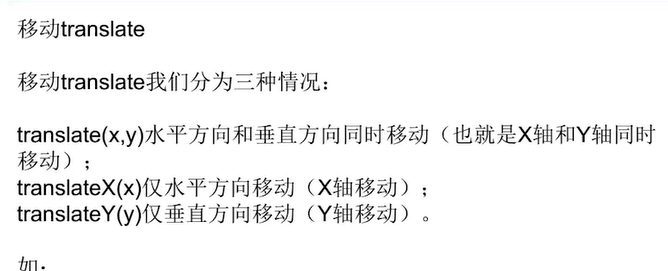 移动translate
移动translate我们分为三种情况：
translate(x,y)水平方向和垂直方向同时移动（也就是X轴和Y轴同时
移动）；
translateX(x)仅水平方向移动（X轴移动）；
translateY(y)仅垂直方向移动（Y轴移动）。
如：